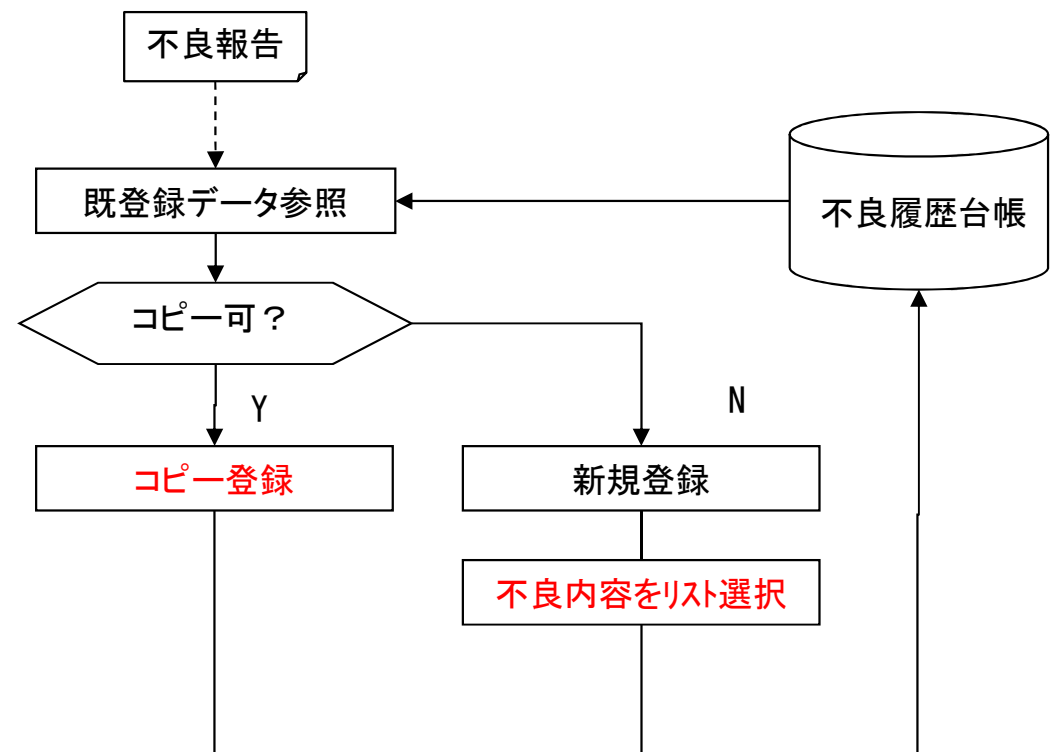 不良報告
既登録データ参照
不良履歴台帳
コピー可？
Y
N
コピー登録
新規登録
不良内容をリスト選択